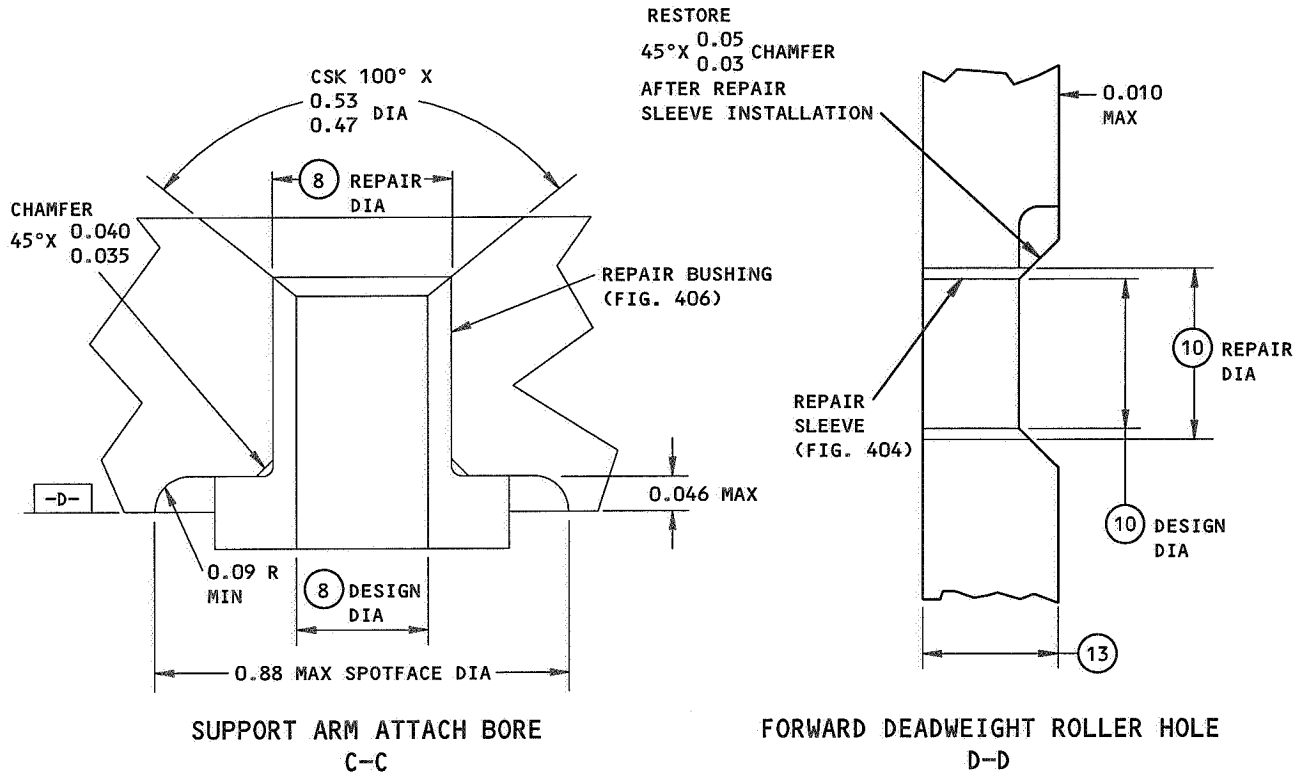 CSK 100° X
0.53
0.47 DIA
8 REPAIR
DIA
CHAMFER
45°X 0.040
0.035
REPAIR BUSHING
(FIG. 406)
-D-
0.046 MAX
0.09 R
MIN
8 DESIGN
DIA
0.88 MAX SPOTFACE DIA
SUPPORT ARM ATTACH BORE
C-C
RESTORE
45°X 0.05
0.03 CHAMFER
AFTER REPAIR
SLEEVE INSTALLATION
0.010
MAX
10 REPAIR
DIA
REPAIR
SLEEVE
(FIG. 404)
10 DESIGN
DIA
13
FORWARD DEADWEIGHT ROLLER HOLE
D-D